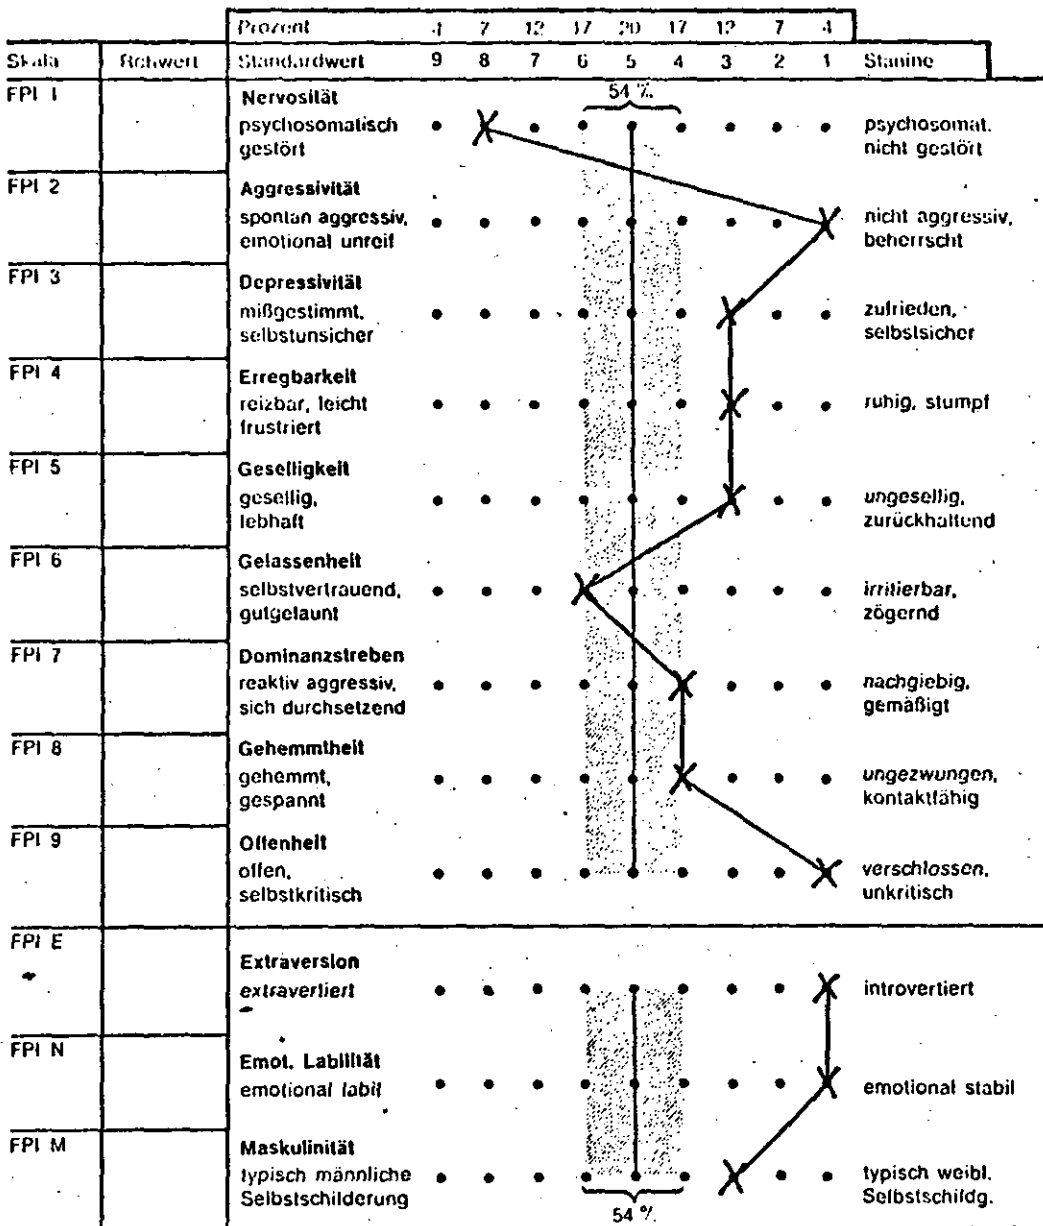 Prozent 4 7 12 17 20 17 12 7 4
Skala Rohwert Standardwert 9 8 7 6 5 4 3 2 1 Stanine
FPI 1 Nervosität 54 %
psychosomatisch psychosomat.
gestört nicht gestört
FPI 2 Aggressivität
spontan aggressiv, nicht aggressiv,
emotional unreif beherrscht
FPI 3 Depressivität
mißgestimmt, zufrieden,
selbstunsicher selbstsicher
FPI 4 Erregbarkeit
reizbar, leicht ruhig, stumpf
frustriert
FPI 5 Geselligkeit
gesellig, ungesellig,
lebhaft zurückhaltend
FPI 6 Gelassenheit
selbstvertrauend, irritierbar,
gutgelaunt zögernd
FPI 7 Dominanzstreben
reaktiv aggressiv, nachgiebig,
sich durchsetzend gemäßigt
FPI 8 Gehemmtheit
gehemmt, ungezwungen,
gespannt kontaktfähig
FPI 9 Offenheit
offen, verschlossen,
selbstkritisch unkritisch
FPI E
Extraversion
extravertiert introvertiert
FPI N
Emot. Labilität
emotional labil emotional stabil
FPI M Maskulinität
typisch männliche typisch weibl.
Selbstschilderung Selbstschildg.
54 %